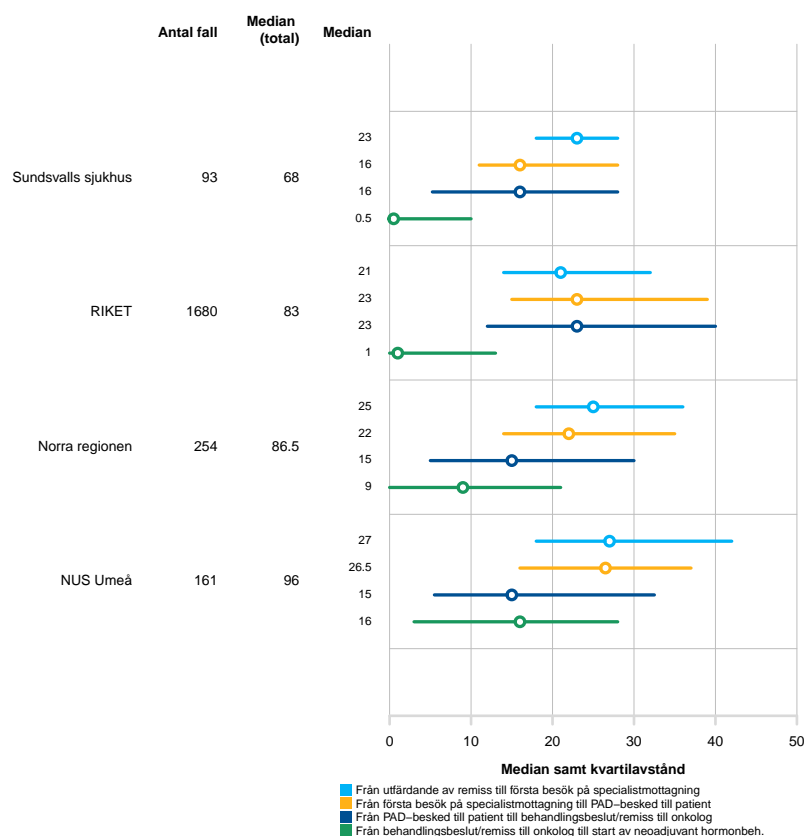 Antal fall Median (total) Median
23
16
Sundsvalls sjukhus 93 68
16
0.5
21
23
RIKET 1680 83
23
1
25
22
Norra regionen 254 86.5
15
9
27
26.5
NUS Umeå 161 96
15
16
0 10 20 30 40 50
Median samt kvartilavstånd
Från utfärdande av remiss till första besök på specialistmottagning
Från första besök på specialistmottagning till PAD−besked till patient
Från PAD−besked till patient till behandlingsbeslut/remiss till onkolog
Från behandlingsbeslut/remiss till onkolog till start av neoadjuvant hormonbeh.